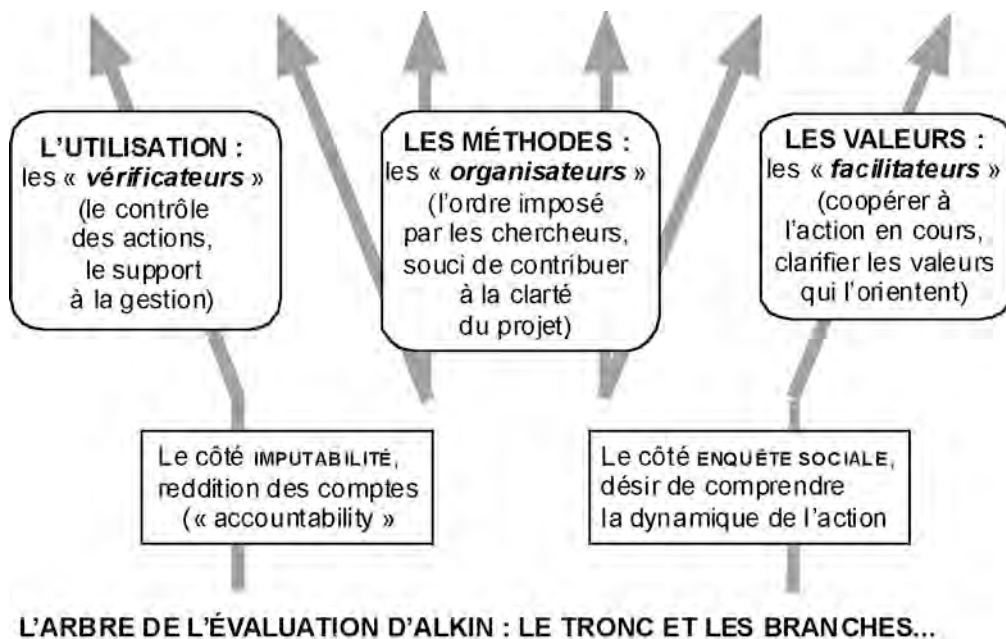 L'UTILISATION :
les « vérificateurs »
(le contrôle
des actions,
le support
à la gestion)
LES MÉTHODES :
les « organisateurs »
(l'ordre imposé
par les chercheurs,
souci de contribuer
à la clarté
du projet)
LES VALEURS :
les « facilitateurs »
(coopérer à
l'action en cours,
clarifier les valeurs
qui l'orientent)
Le côté IMPUTABILITÉ,
reddition des comptes
(« accountability »
Le côté ENQUÊTE SOCIALE,
désir de comprendre
la dynamique de l'action
L'ARBRE DE L'ÉVALUATION D'ALKIN : LE TRONC ET LES BRANCHES...